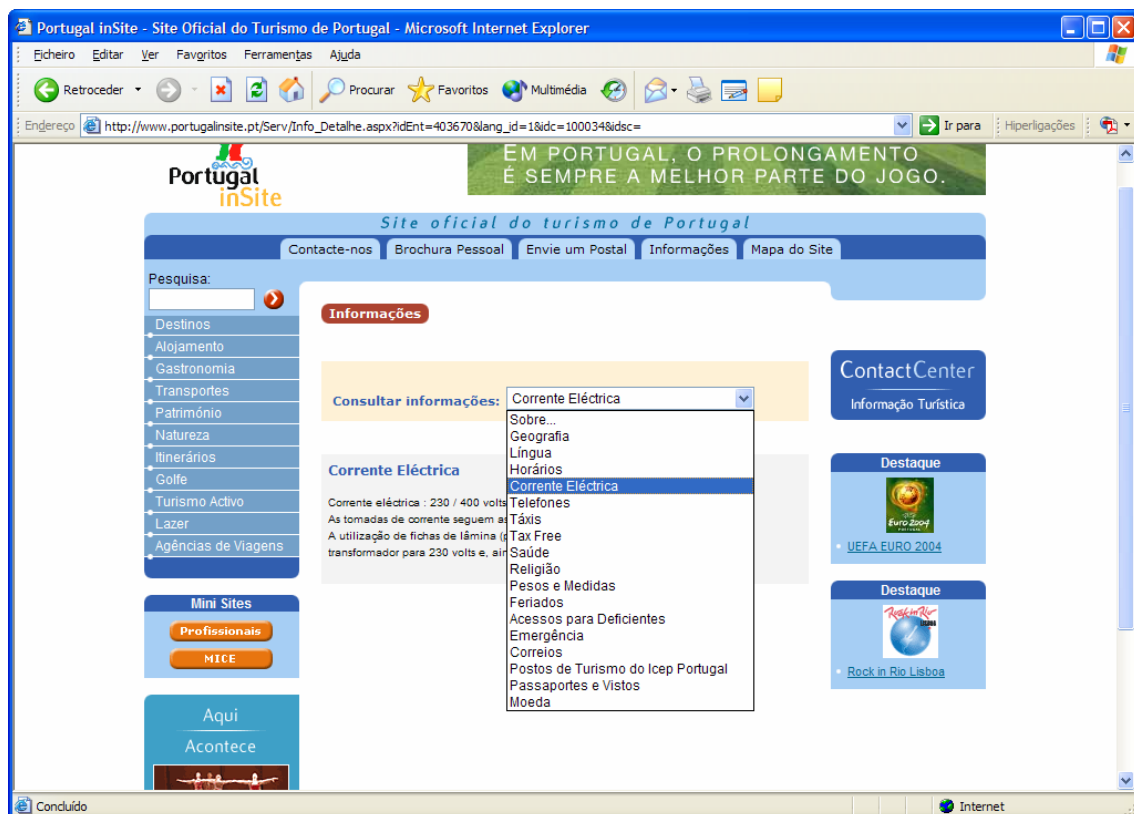 Portugal inSite - Site Oficial do Turismo de Portugal - Microsoft Internet Explorer
Ficheiro Editar Ver Favoritos Ferramentas Ajuda
Retroceder Procurar Favoritos Multimédia
Endereço http://www.portugalinsite.pt/Serv/Info_Detalhe.aspx?idEnt=403670&lang_id=1&idc=100034&idsc= Ir para Hiperligações
Portugal
inSite
EM PORTUGAL, O PROLONGAMENTO
É SEMPRE A MELHOR PARTE DO JOGO.
Site oficial do turismo de Portugal
Contacte-nos Brochura Pessoal Envie um Postal Informações Mapa do Site
Pesquisa:
Destinos
Alojamento
Gastronomia
Transportes
Património
Natureza
Itinerários
Golfe
Turismo Activo
Lazer
Agências de Viagens
Mini Sites
Profissionais
MICE
Aqui
Acontece
Informações
Consultar informações: Corrente Eléctrica
Sobre...
Geografia
Língua
Horários
Corrente Eléctrica
Telefones
Táxis
Tax Free
Saúde
Religião
Pesos e Medidas
Feriados
Acessos para Deficientes
Emergência
Correios
Postos de Turismo do Icep Portugal
Passaportes e Vistos
Moeda
Corrente Eléctrica
Corrente eléctrica : 230 / 400 volts
As tomadas de corrente seguem
A utilização de fichas de lâmina
transformador para 230 volts e,
ContactCenter
Informação Turística
Destaque
Euro 2004
PORTUGAL
UEFA EURO 2004
Destaque
Rock in Rio
LISBOA
Rock in Rio Lisboa
Concluído Internet